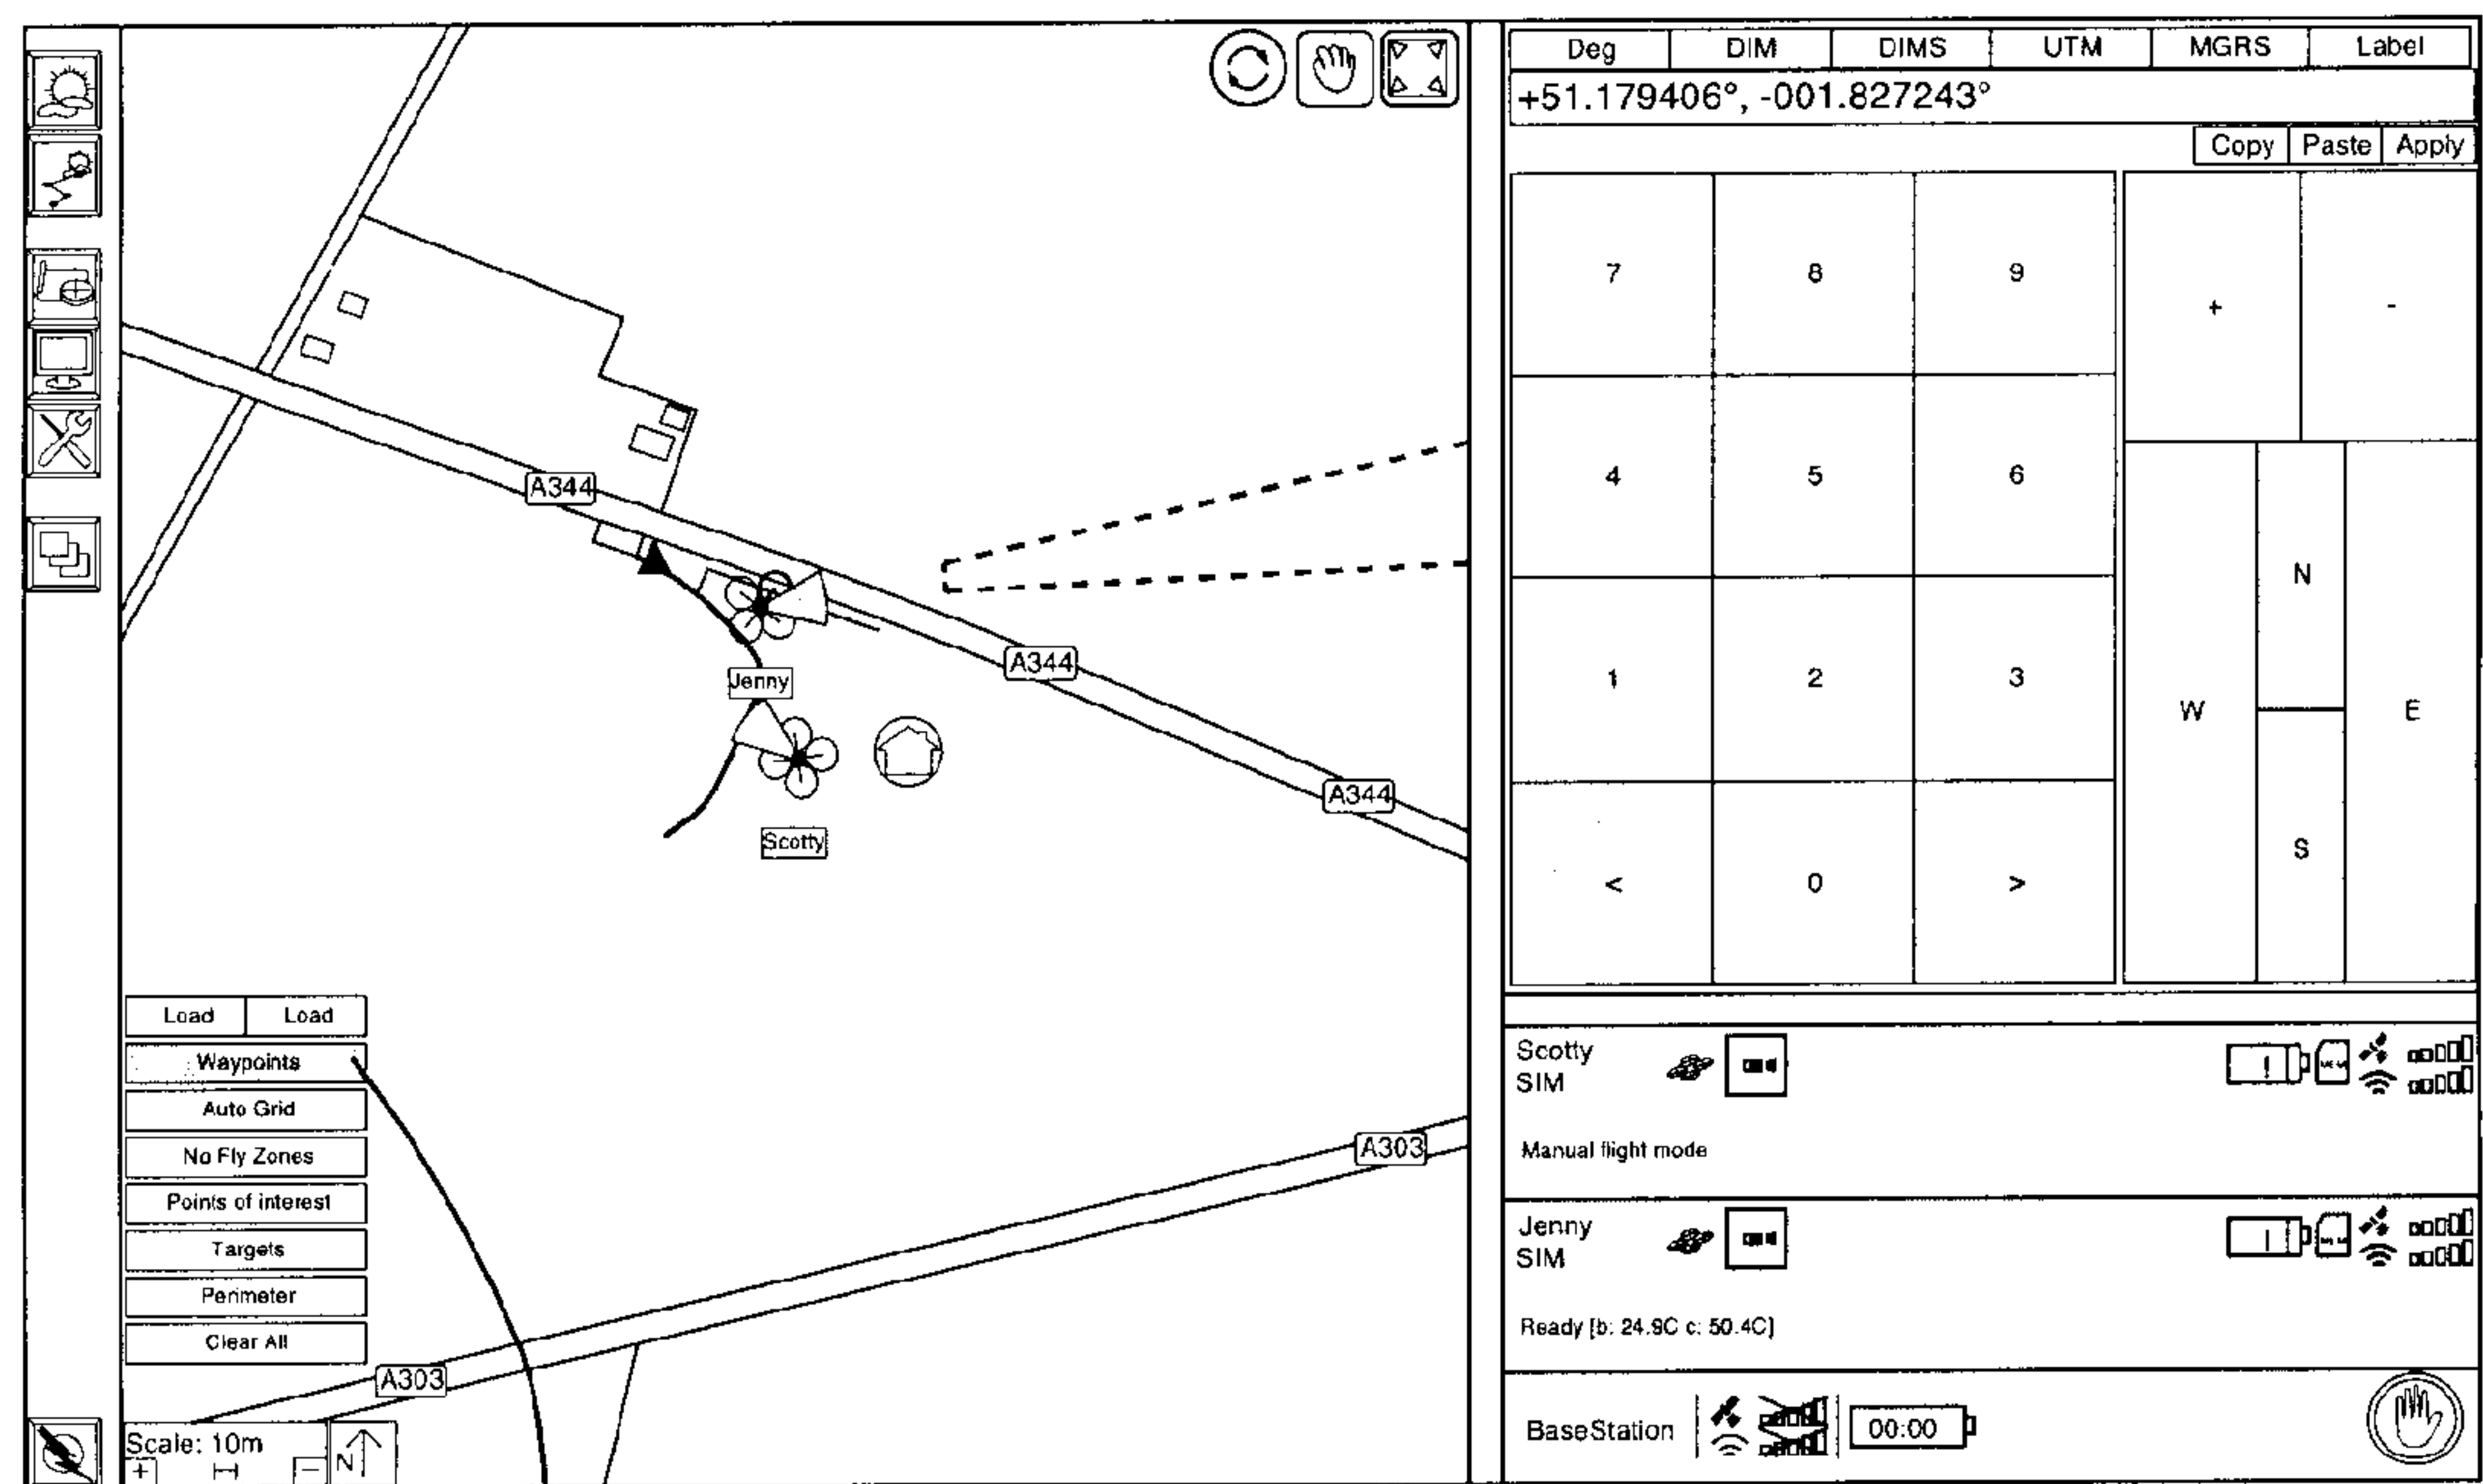 Deg DIM DIMS UTM MGRS Label
+51.179406°, -001.827243°
Copy Paste Apply
7 8 9 + -
4 5 6
1 2 3
< 0 >
W N S E
A344
A344
A344
Jenny
Scotty
Load Load
Waypoints
Auto Grid
No Fly Zones
Points of interest
Targets
Perimeter
Clear All
A303
A303
Scale: 10m
+ - N
Scotty
SIM
Manual flight mode
Jenny
SIM
Ready [b: 24.9C c: 50.4C]
BaseStation 00:00